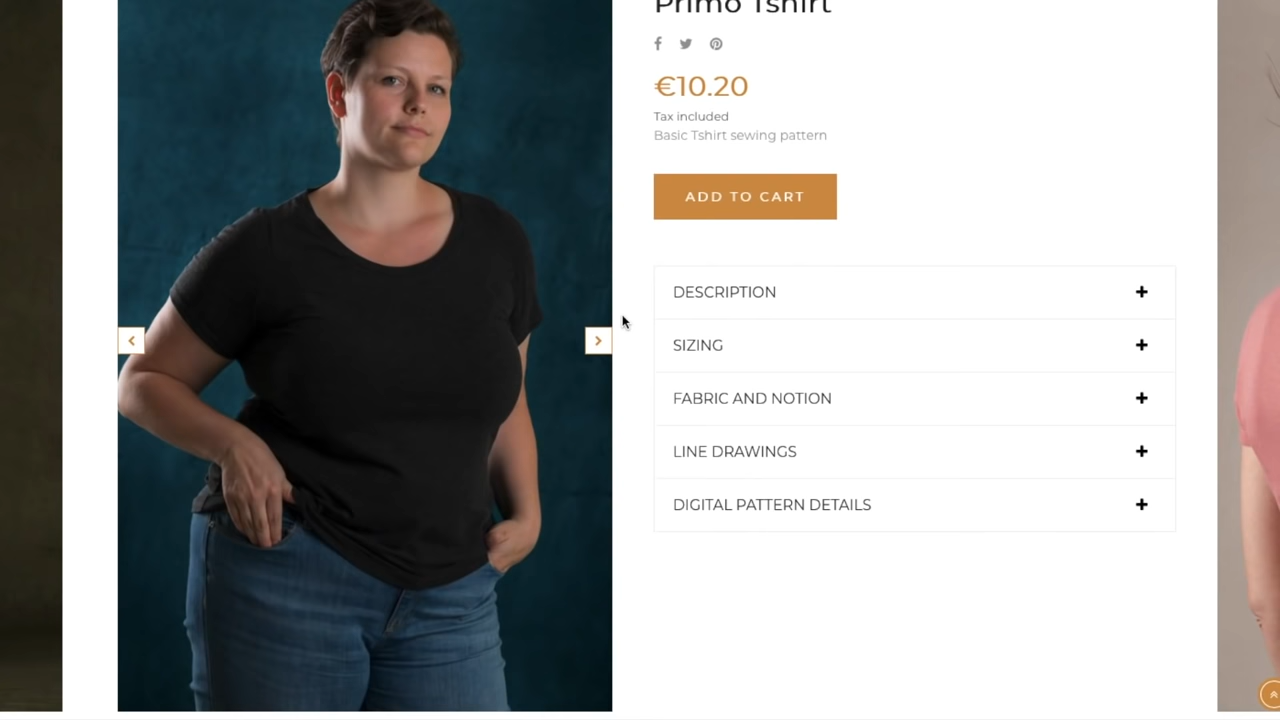 Primo Tshirt
€10.20
Tax included
Basic Tshirt sewing pattern
ADD TO CART
DESCRIPTION
SIZING
FABRIC AND NOTION
LINE DRAWINGS
DIGITAL PATTERN DETAILS